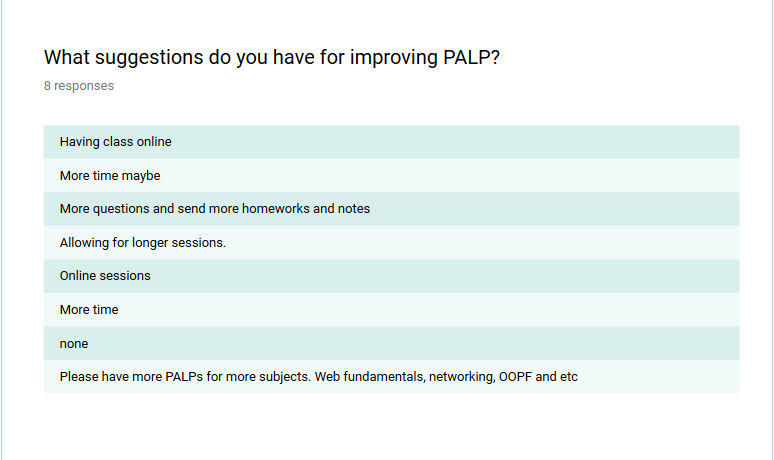 What suggestions do you have for improving PALP?
8 responses
Having class online
More time maybe
More questions and send more homeworks and notes
Allowing for longer sessions.
Online sessions
More time
none
Please have more PALPs for more subjects. Web fundamentals, networking, OOPF and etc